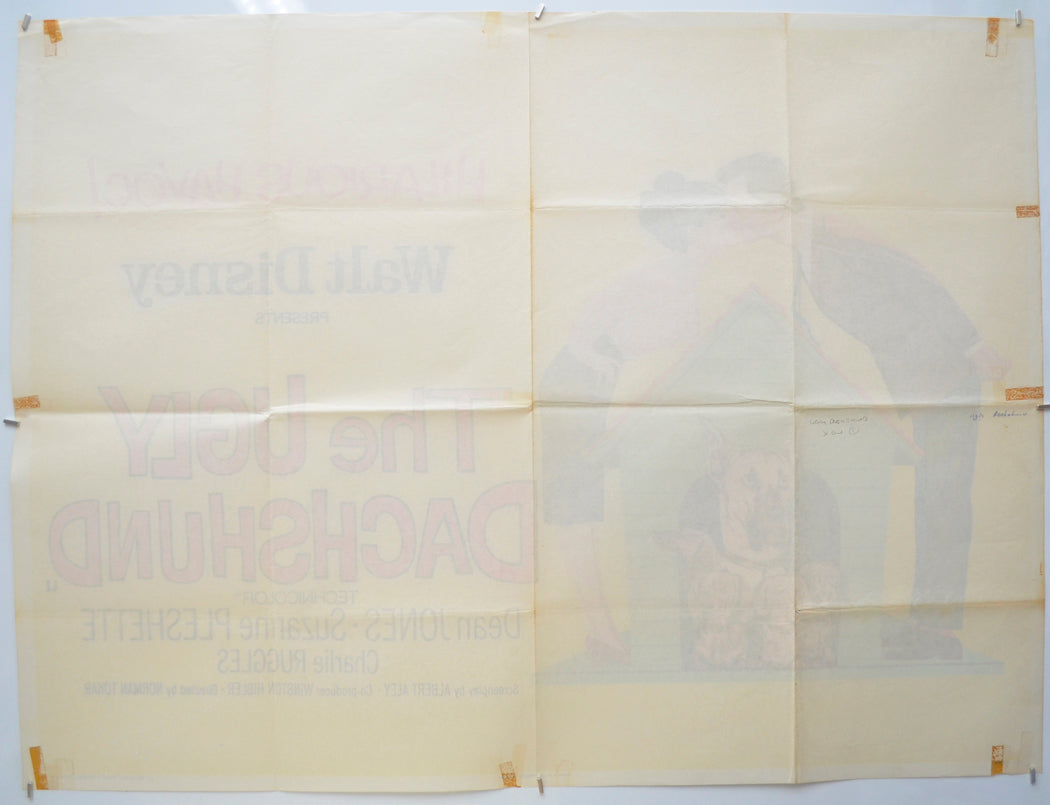 HILARIOUS HAVOC!
Walt Disney
PRESENTS
The UGLY
DACHSHUND
U
TECHNICOLOR
Dean JONES · Suzanne PLESHETTE
Charlie RUGGLES
Screenplay by ALBERT ALEY · Co-producer WINSTON HIBLER · Directed by NORMAN TOKAR